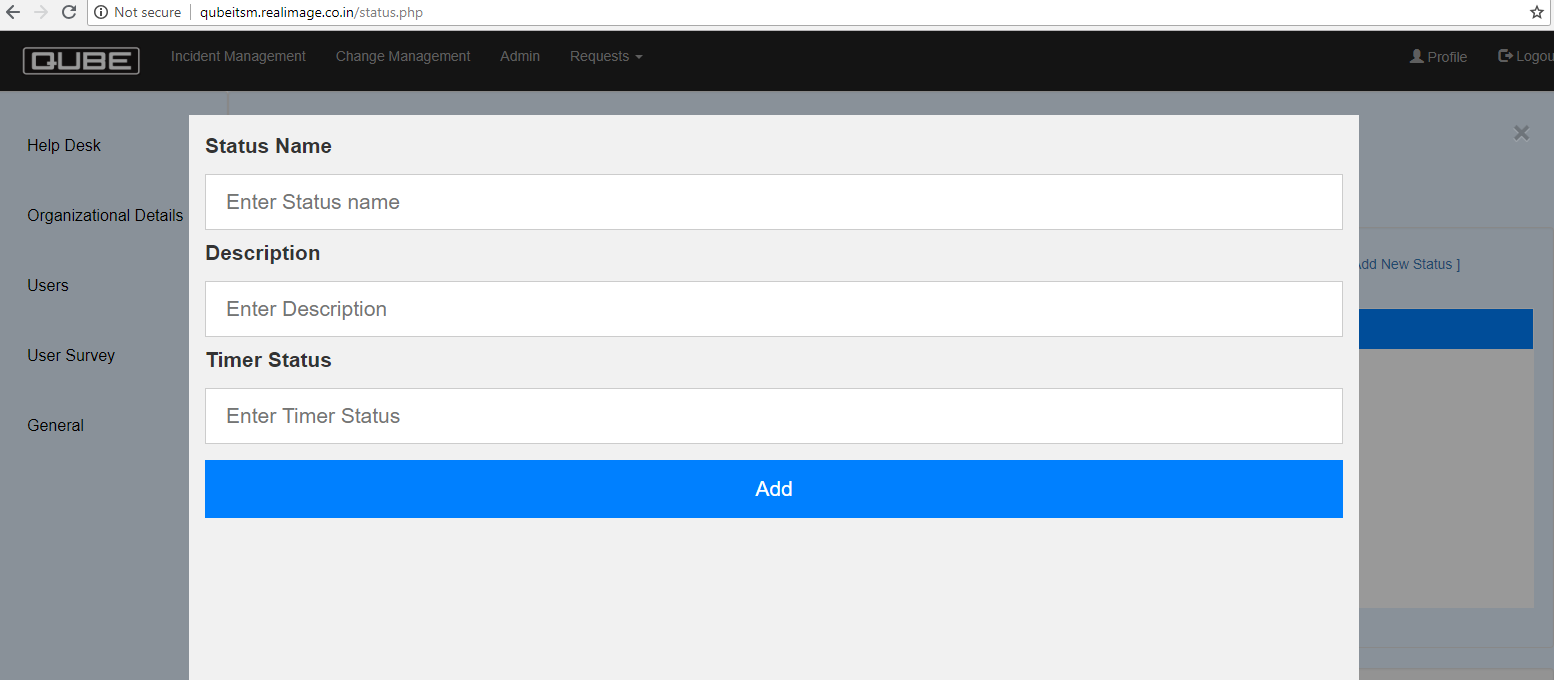 Not secure | qubeitsm.realimage.co.in/status.php
QUBE Incident Management Change Management Admin Requests Profile Logou
Help Desk
Organizational Details
Users
User Survey
General
×
Status Name
Enter Status name
Description
Enter Description
Timer Status
Enter Timer Status
Add
dd New Status ]